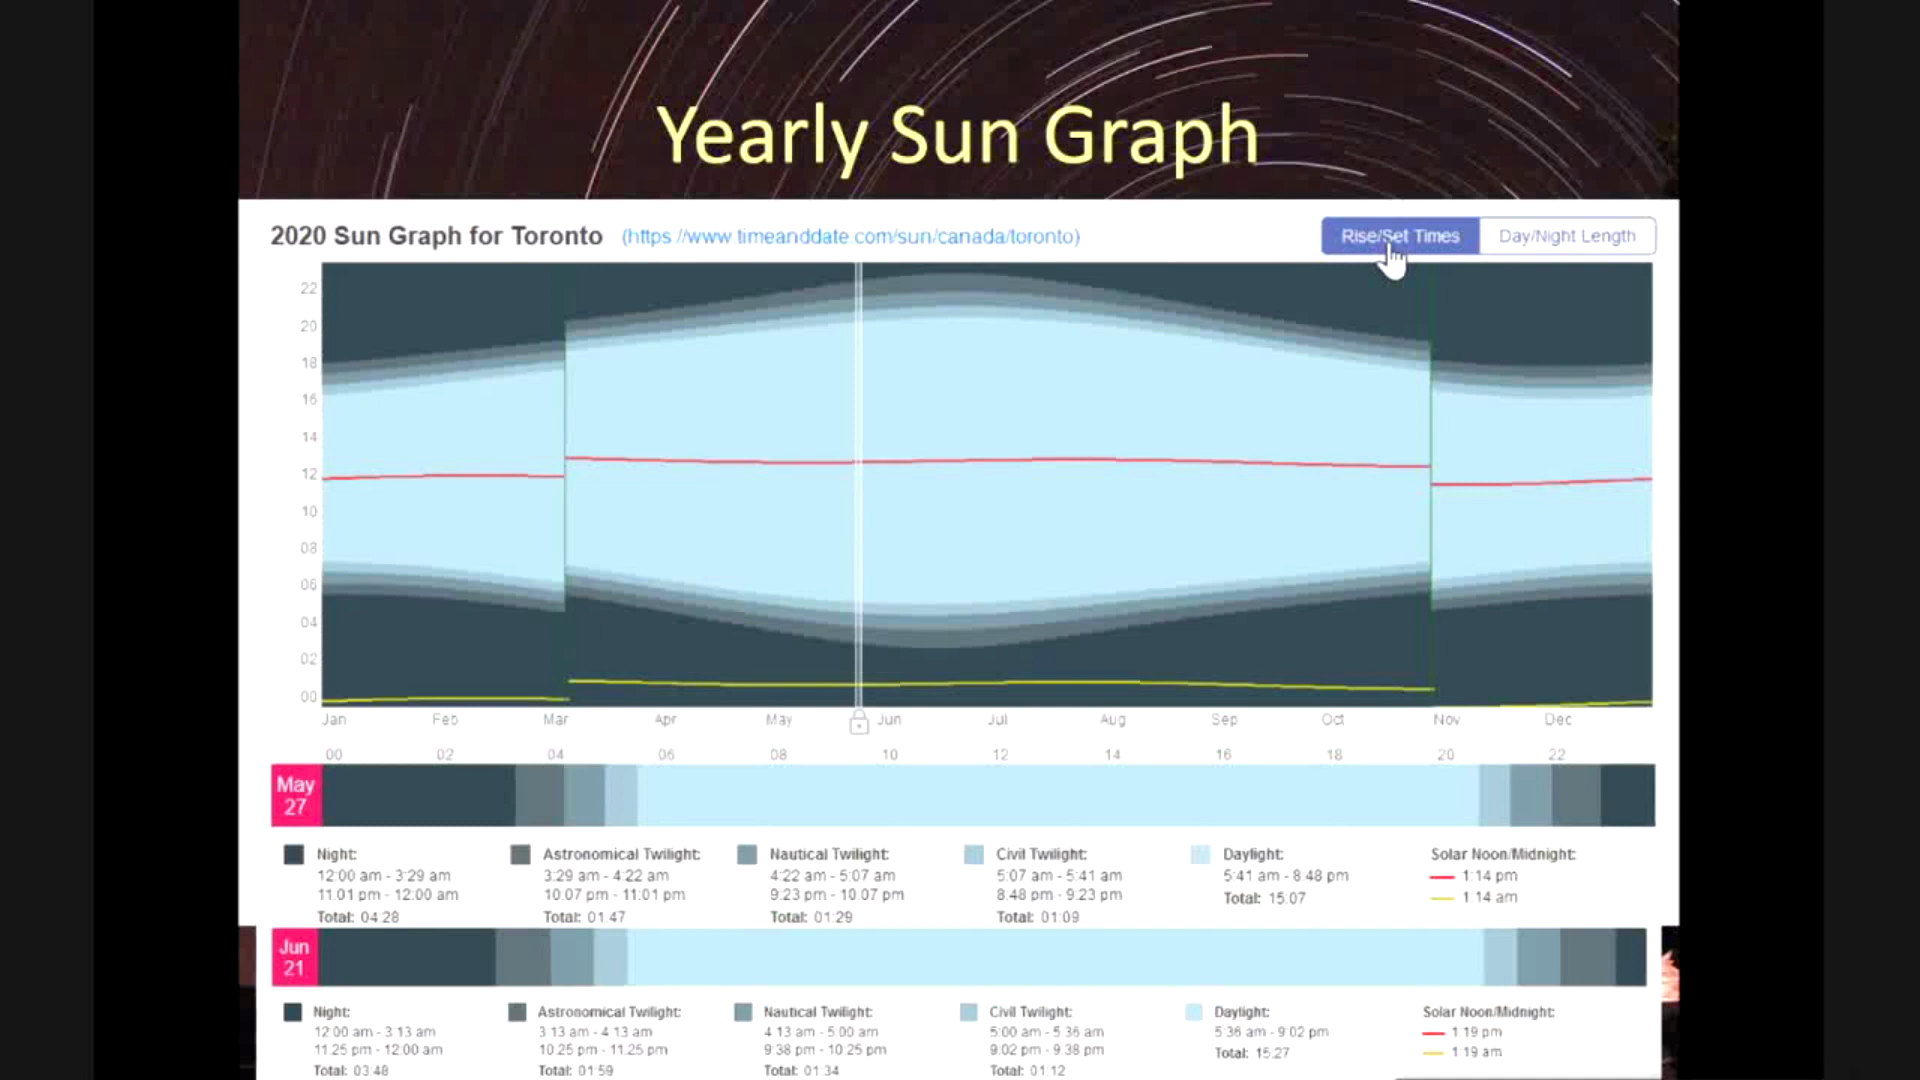 Yearly Sun Graph
2020 Sun Graph for Toronto (https://www.timeanddate.com/sun/canada/toronto) Rise/Set Times Day/Night Length
22
20
18
16
14
12
10
08
06
04
02
00
Jan Feb Mar Apr May Jun Jul Aug Sep Oct Nov Dec
00 02 04 06 08 10 12 14 16 18 20 22
May
27
Night: Astronomical Twilight: Nautical Twilight: Civil Twilight: Daylight: Solar Noon/Midnight:
12:00 am - 3:29 am 3:29 am - 4:22 am 4:22 am - 5:07 am 5:07 am - 5:41 am 5:41 am - 8:48 pm 1:14 pm
11:01 pm - 12:00 am 10:07 pm - 11:01 pm 9:23 pm - 10:07 pm 8:48 pm - 9:23 pm Total: 15:07 1:14 am
Total: 04:28 Total: 01:47 Total: 01:29 Total: 01:09
Jun
21
Night: Astronomical Twilight: Nautical Twilight: Civil Twilight: Daylight: Solar Noon/Midnight:
12:00 am - 3:13 am 3:13 am - 4:13 am 4:13 am - 5:00 am 5:00 am - 5:36 am 5:36 am - 9:02 pm 1:19 pm
11:25 pm - 12:00 am 10:25 pm - 11:25 pm 9:38 pm - 10:25 pm 9:02 pm - 9:38 pm Total: 15:27 1:19 am
Total: 03:48 Total: 01:59 Total: 01:34 Total: 01:12